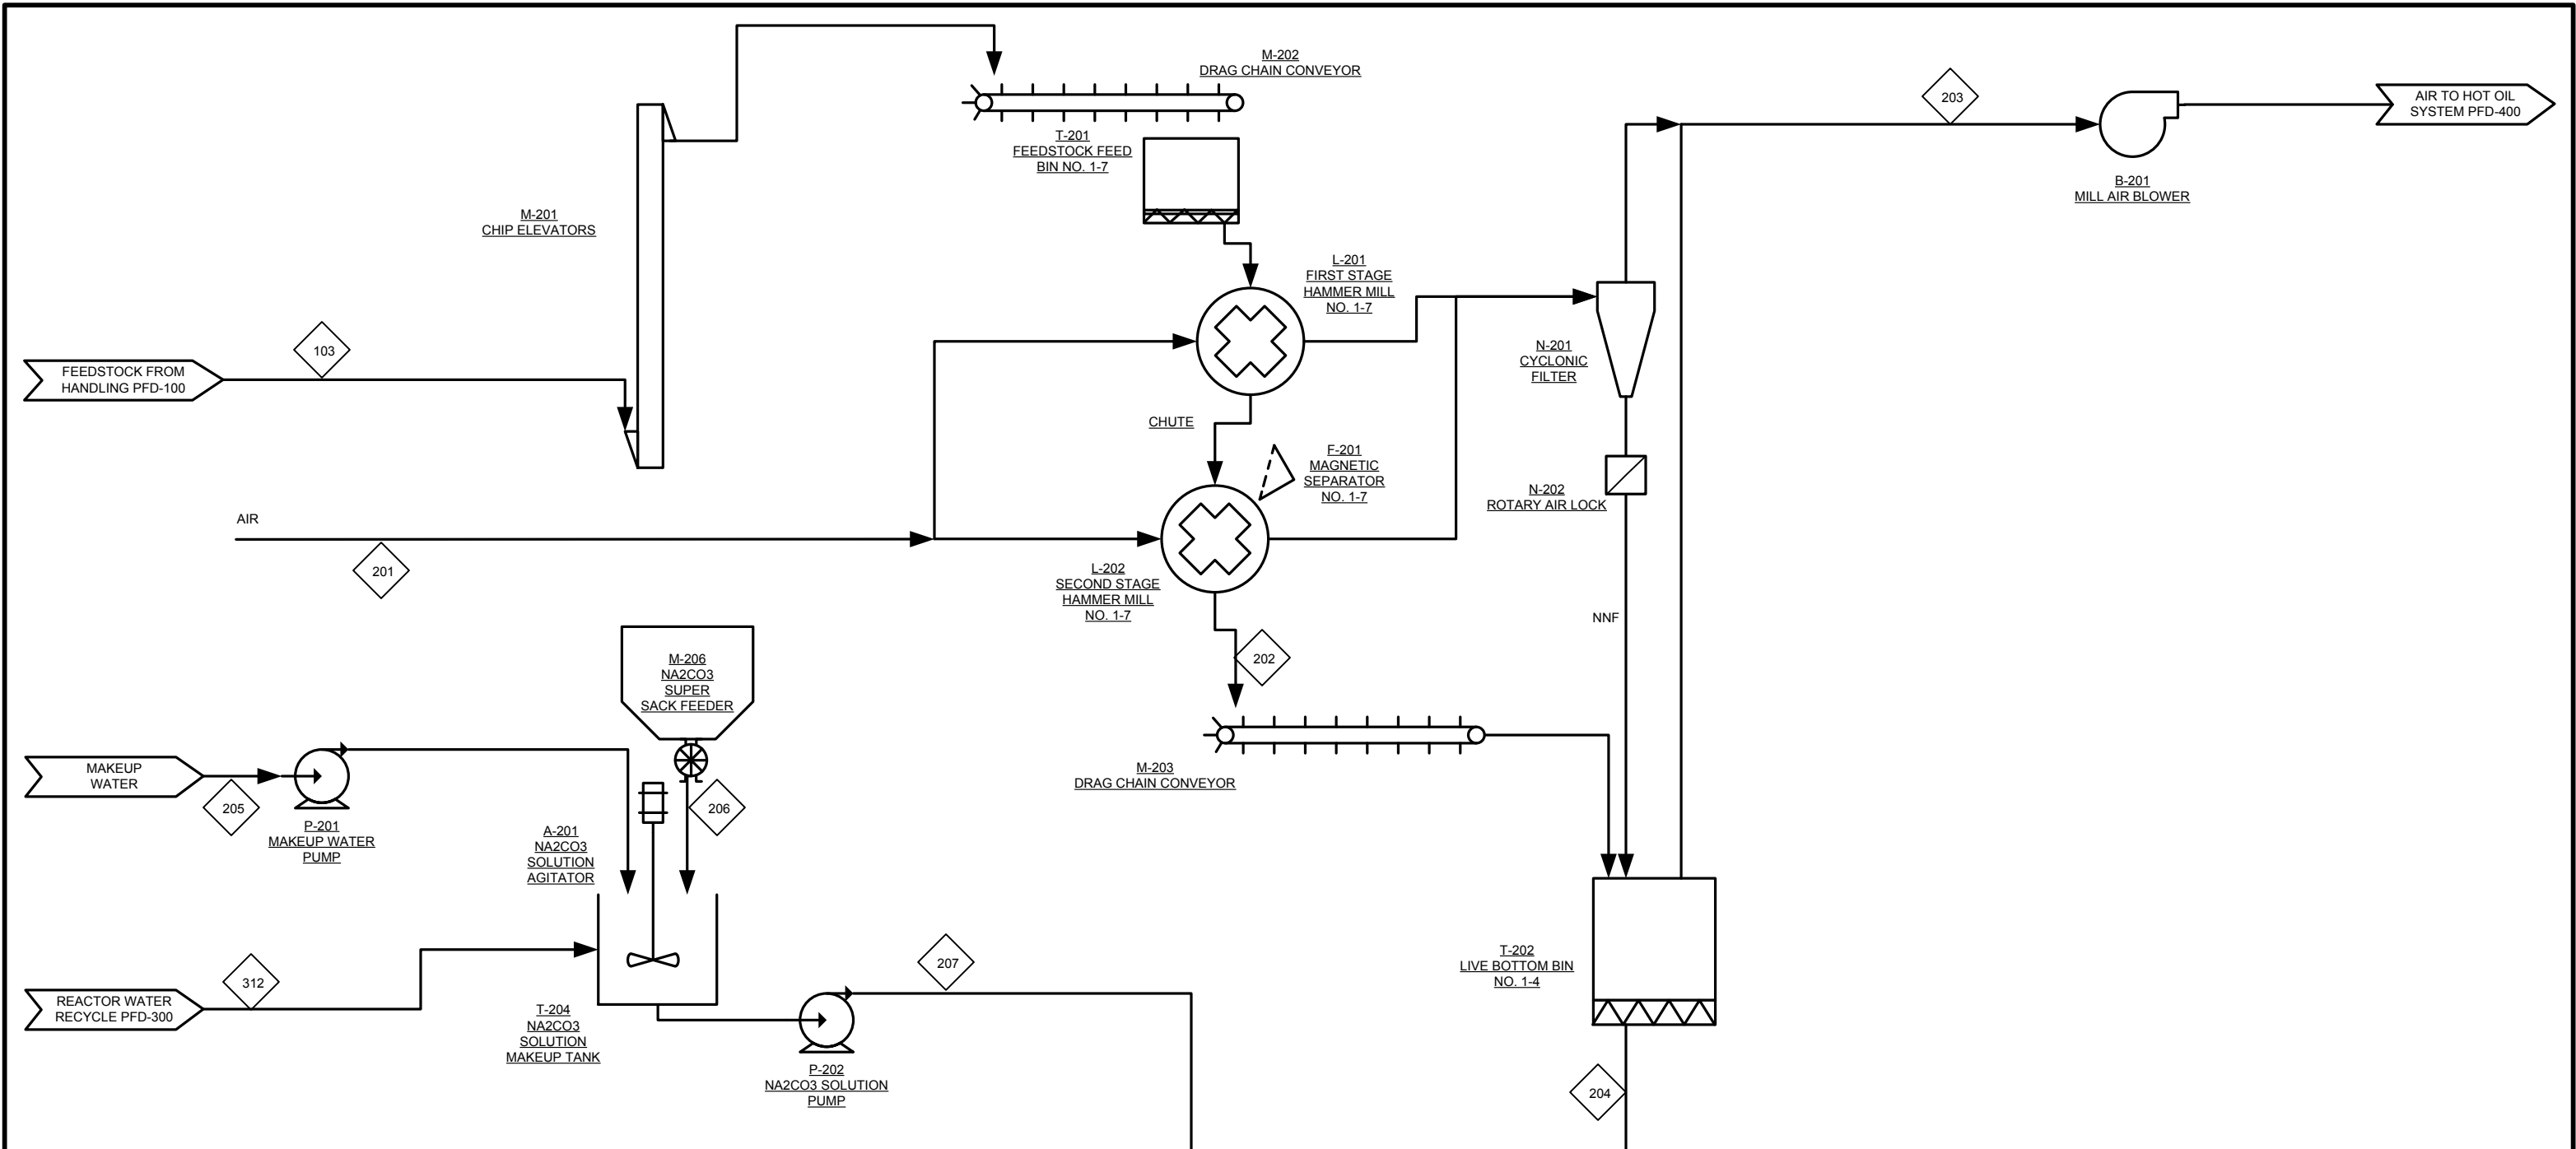 M-202
DRAG CHAIN CONVEYOR
203
AIR TO HOT OIL
SYSTEM PFD-400
T-201
FEEDSTOCK FEED
BIN NO. 1-7
B-201
MILL AIR BLOWER
M-201
CHIP ELEVATORS
L-201
FIRST STAGE
HAMMER MILL
NO. 1-7
103
FEEDSTOCK FROM
HANDLING PFD-100
N-201
CYCLONIC
FILTER
CHUTE
F-201
MAGNETIC
SEPARATOR
NO. 1-7
N-202
ROTARY AIR LOCK
AIR
201
L-202
SECOND STAGE
HAMMER MILL
NO. 1-7
NNF
202
M-206
NA2CO3
SUPER
SACK FEEDER
MAKEUP
WATER
205
P-201
MAKEUP WATER
PUMP
206
M-203
DRAG CHAIN CONVEYOR
A-201
NA2CO3
SOLUTION
AGITATOR
207
T-202
LIVE BOTTOM BIN
NO. 1-4
312
REACTOR WATER
RECYCLE PFD-300
T-204
NA2CO3
SOLUTION
MAKEUP TANK
P-202
NA2CO3 SOLUTION
PUMP
204